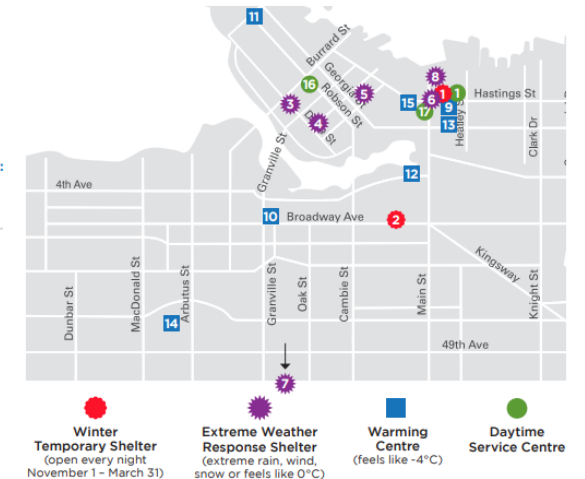 11
Burrard St
16
Georgia St
Robson St
3
4
5
8
6
1
1
15
9
17
13
Hastings St
Heatley St
Clark Dr
Granville St
4th Ave
12
10
Broadway Ave
2
Kingsway
Dunbar St
MacDonald St
Arbutus St
14
Granville St
Oak St
Cambie St
Main St
Knight St
49th Ave
7
Winter
Temporary Shelter
(open every night
November 1 – March 31)
Extreme Weather
Response Shelter
(extreme rain, wind,
snow or feels like 0°C)
Warming
Centre
(feels like -4°C)
Daytime
Service Centre